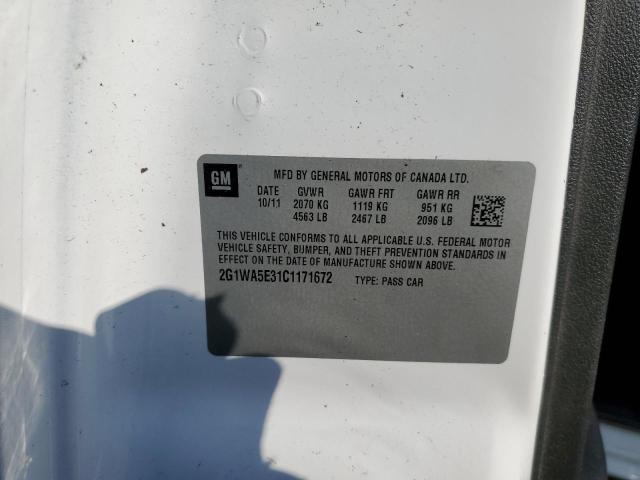 GM
MFD BY GENERAL MOTORS OF CANADA LTD.
DATE GVWR GAWR FRT GAWR RR
10/11 2070 KG 1119 KG 951 KG
4563 LB 2467 LB 2096 LB
THIS VEHICLE CONFORMS TO ALL APPLICABLE U.S. FEDERAL MOTOR
VEHICLE SAFETY, BUMPER, AND THEFT PREVENTION STANDARDS IN
EFFECT ON THE DATE OF MANUFACTURE SHOWN ABOVE.
2G1WA5E31C1171672 TYPE: PASS CAR